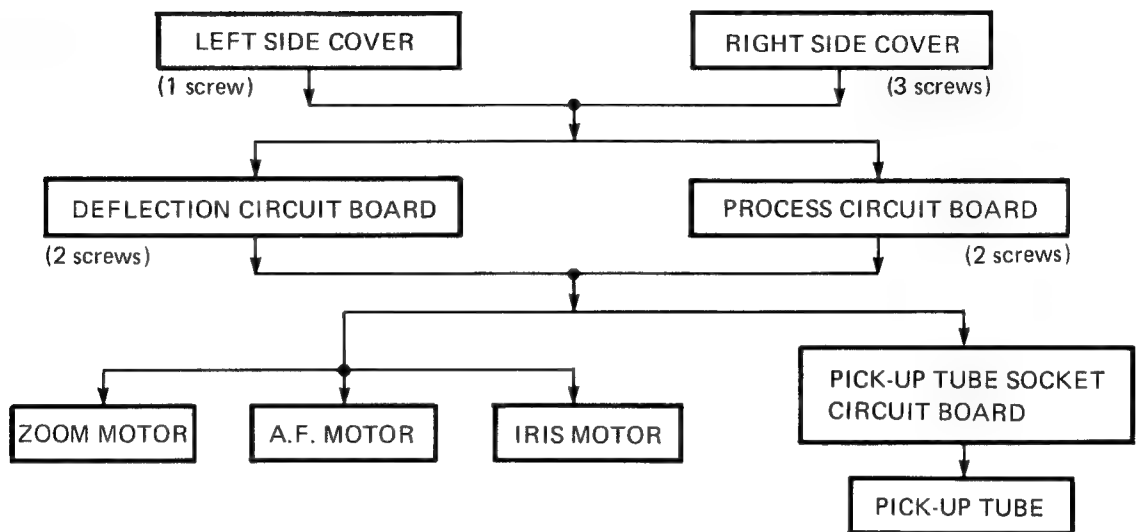 LEFT SIDE COVER
RIGHT SIDE COVER
(1 screw)
(3 screws)
DEFLECTION CIRCUIT BOARD
PROCESS CIRCUIT BOARD
(2 screws)
(2 screws)
ZOOM MOTOR
A.F. MOTOR
IRIS MOTOR
PICK-UP TUBE SOCKET
CIRCUIT BOARD
PICK-UP TUBE